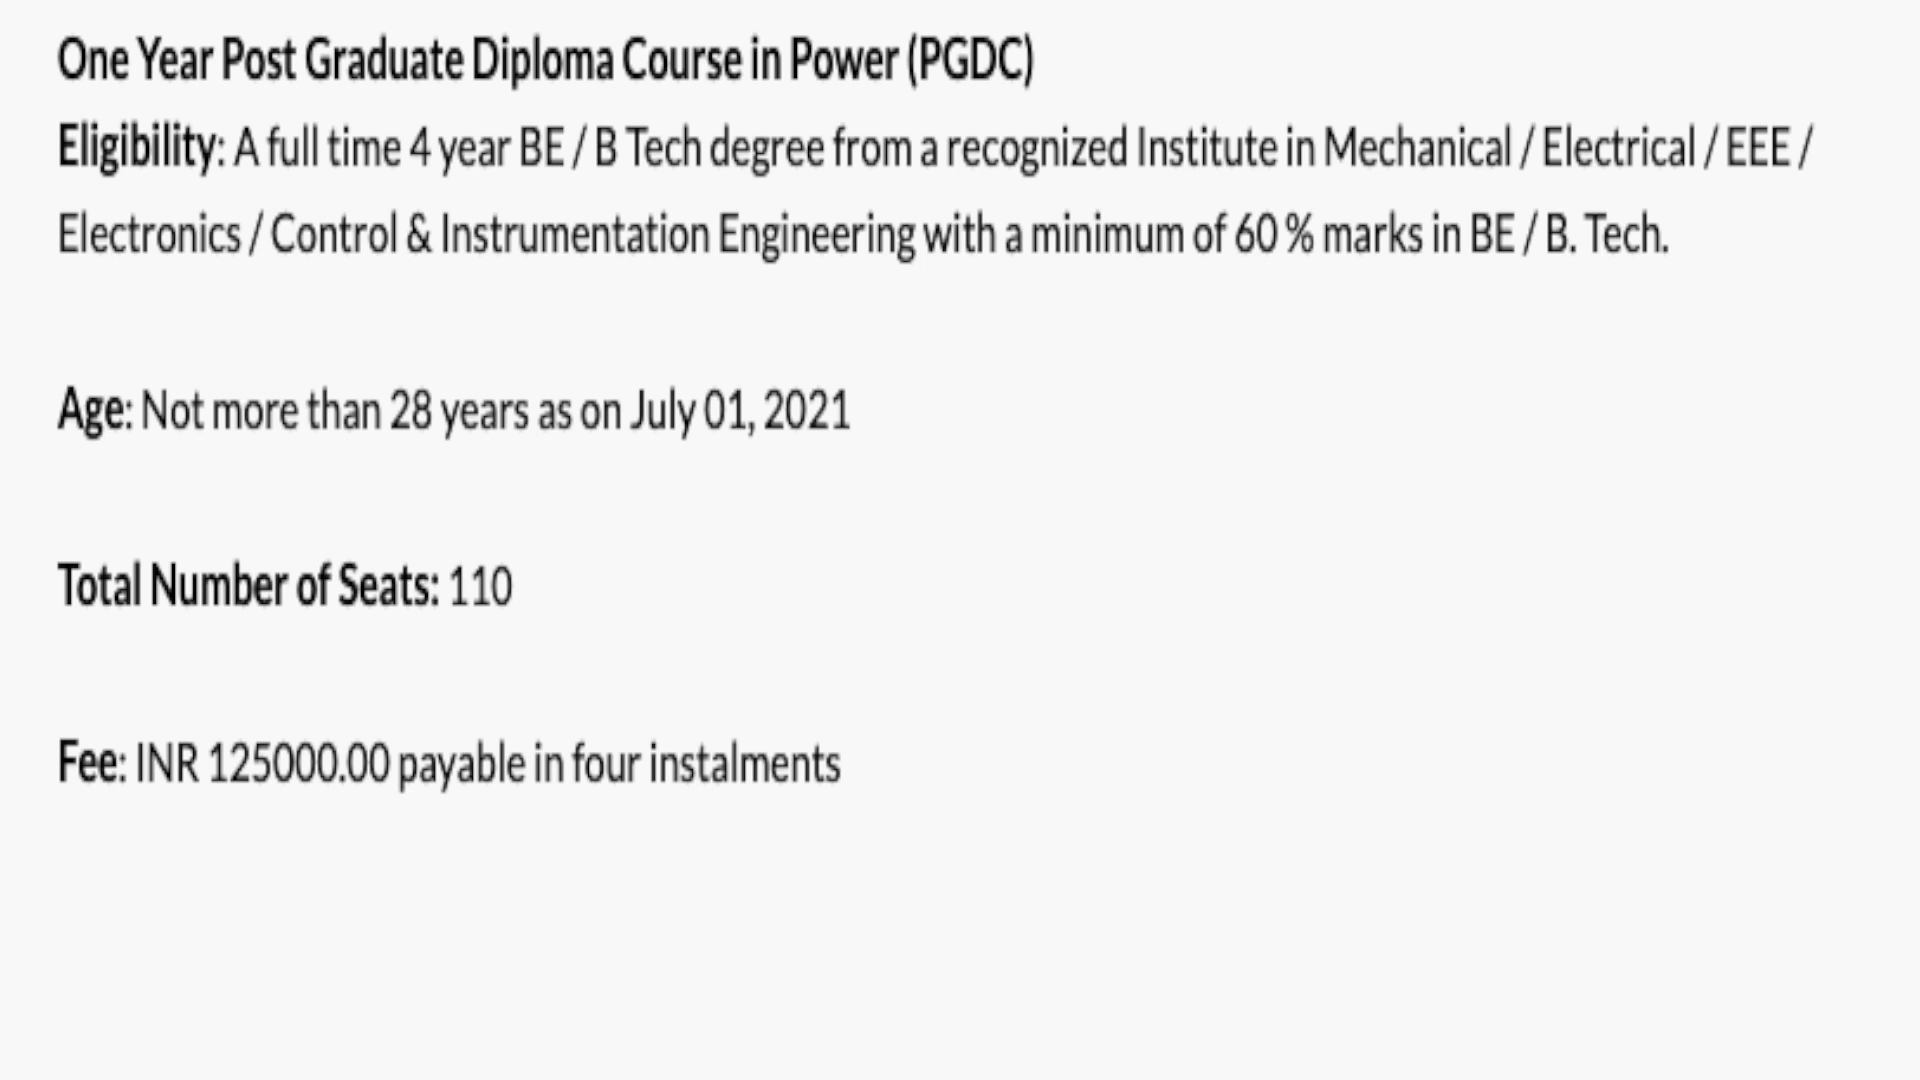 One Year Post Graduate Diploma Course in Power (PGDC)
Eligibility: A full time 4 year BE / B Tech degree from a recognized Institute in Mechanical / Electrical / EEE /
Electronics / Control & Instrumentation Engineering with a minimum of 60 % marks in BE / B. Tech.
Age: Not more than 28 years as on July 01, 2021
Total Number of Seats: 110
Fee: INR 125000.00 payable in four instalments